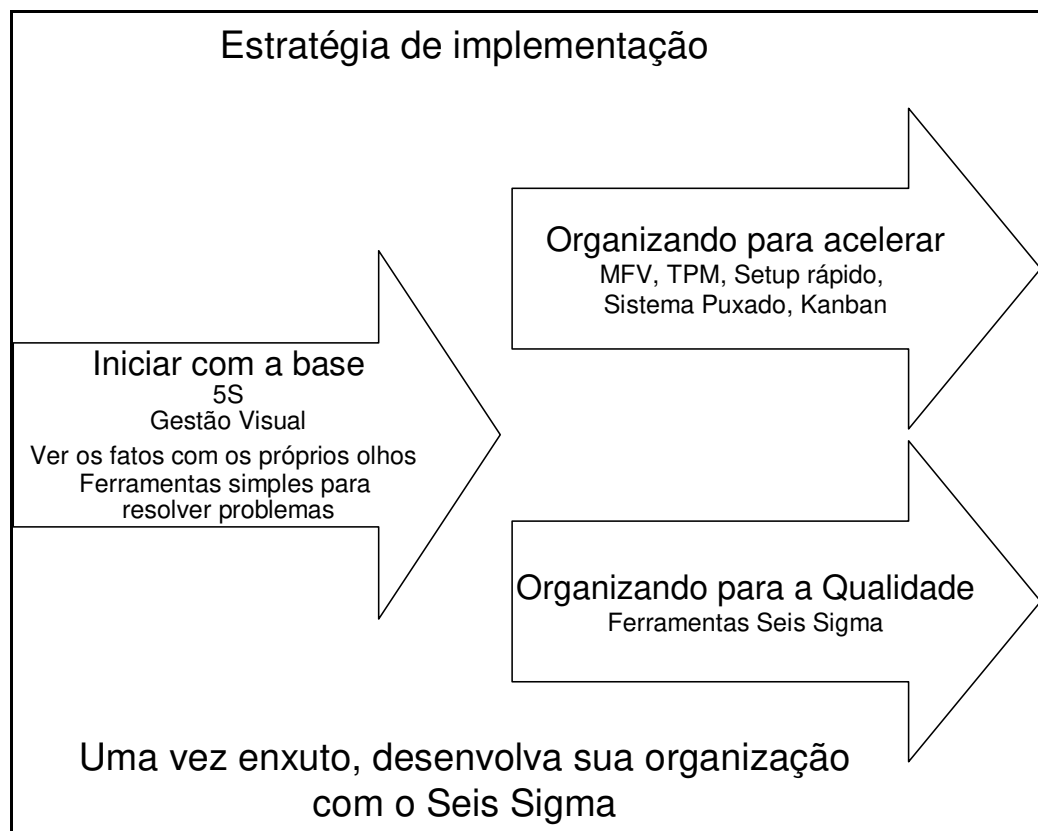 Estratégia de implementação
Organizando para acelerar
MFV, TPM, Setup rápido,
Sistema Puxado, Kanban
Iniciar com a base
5S
Gestão Visual
Ver os fatos com os próprios olhos
Ferramentas simples para
resolver problemas
Organizando para a Qualidade
Ferramentas Seis Sigma
Uma vez enxuto, desenvolva sua organização
com o Seis Sigma